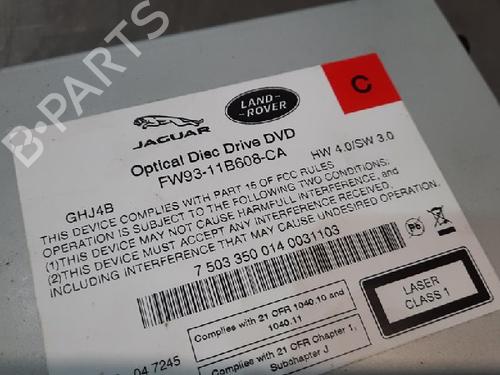 B-PARTS
C
JAGUAR
LAND-
ROVER
Optical Disc Drive DVD
FW93-11B608-CA
HW 4.0/SW 3.0
GHJ4B
THIS DEVICE COMPLIES WITH PART 15 OF FCC RULES
OPERATION IS SUBJECT TO THE FOLLOWING TWO CONDITIONS:
(1)THIS DEVICE MAY NOT CAUSE HARMFULL INTERFERENCE, and
(2)THIS DEVICE MUST ACCEPT ANY INTERFERENCE RECEIVED,
INCLUDING INTERFERENCE THAT MAY CAUSE UNDESIRED OPERATION.
7 503 350 014 0031103
Pb
LASER
CLASS 1
Complies with 21 CFR 1040.10 and
1040.11
Complies with 21 CFR Chapter 1,
Subchapter J
04 7245